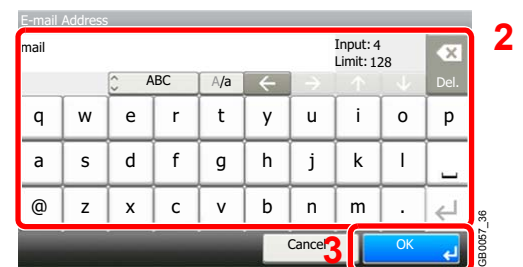 E-mail Address
mail
Input: 4
Limit: 128
2
ABC A/a Del.
q w e r t y u i o p
a s d f g h j k l
@ z x c v b n m .
Cancel 3 OK
GB0057_36